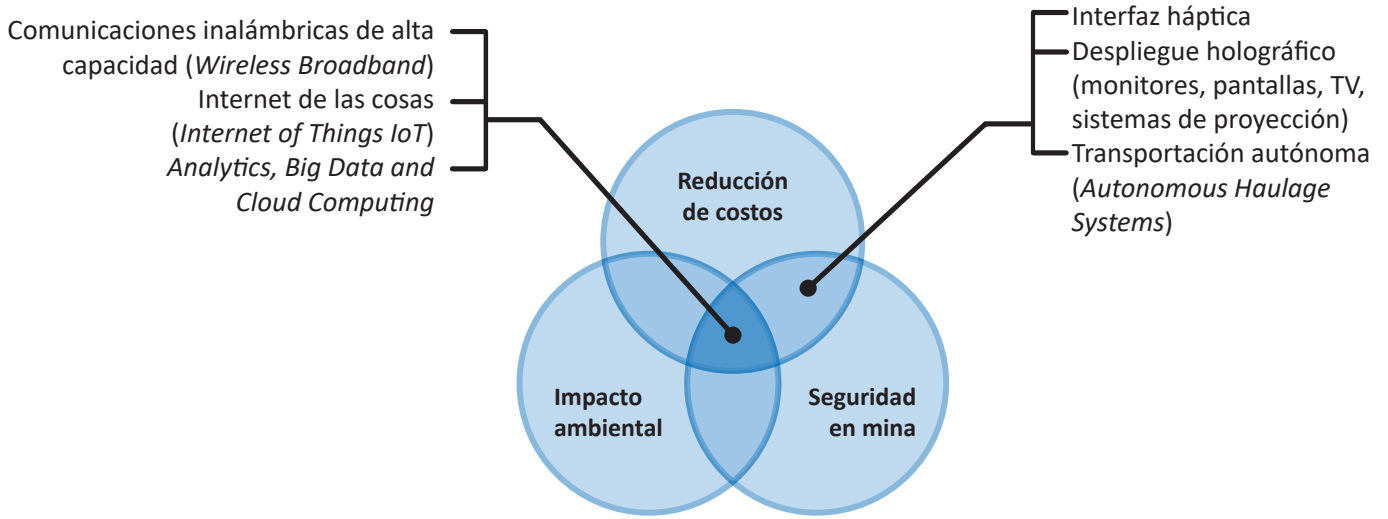 Comunicaciones inalámbricas de alta
capacidad (Wireless Broadband)
Internet de las cosas
(Internet of Things IoT)
Analytics, Big Data and
Cloud Computing
Interfaz háptica
Despliegue holográfico
(monitores, pantallas, TV,
sistemas de proyección)
Transportación autónoma
(Autonomous Haulage
Systems)
Reducción
de costos
Impacto
ambiental
Seguridad
en mina